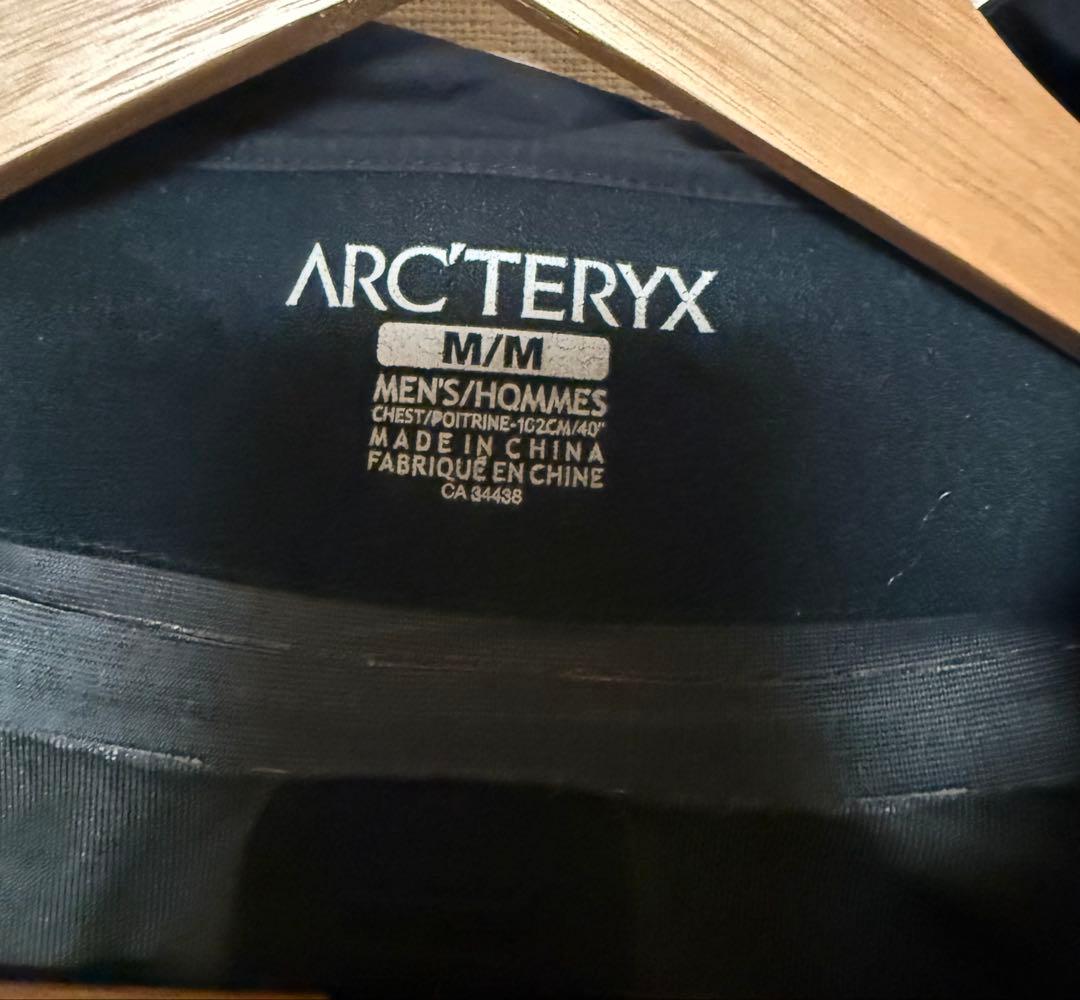 ARC'TERYX
M/M
MEN'S/HOMMES
CHEST/POITRINE-102CM/40"
MADE IN CHINA
FABRIQUÉ EN CHINE
CA 34438